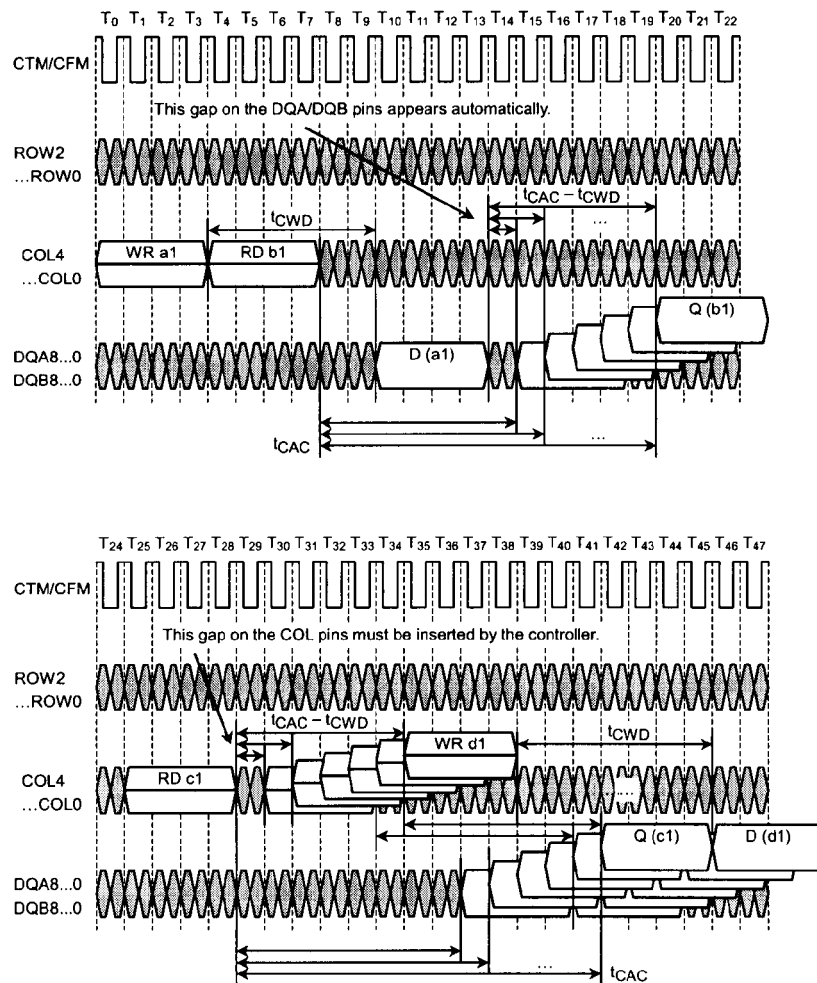 T0 T1 T2 T3 T4 T5 T6 T7 T8 T9 T10 T11 T12 T13 T14 T15 T16 T17 T18 T19 T20 T21 T22
CTM/CFM
This gap on the DQA/DQB pins appears automatically.
ROW2
...ROW0
tCAC – tCWD
...
tCWD
COL4
...COL0
WR a1
RD b1
Q (b1)
DQA8...0
DQB8...0
D (a1)
tCAC
...
T24 T25 T26 T27 T28 T29 T30 T31 T32 T33 T34 T35 T36 T37 T38 T39 T40 T41 T42 T43 T44 T45 T46 T47
CTM/CFM
This gap on the COL pins must be inserted by the controller.
ROW2
...ROW0
tCAC – tCWD
WR d1
tCWD
COL4
...COL0
RD c1
....
Q (c1)
D (d1)
DQA8...0
DQB8...0
...
tCAC